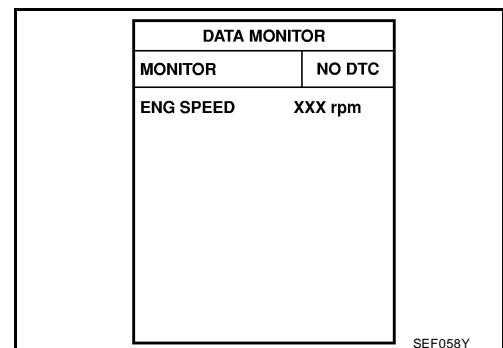 DATA MONITOR
MONITOR NO DTC
ENG SPEED XXX rpm
SEF058Y